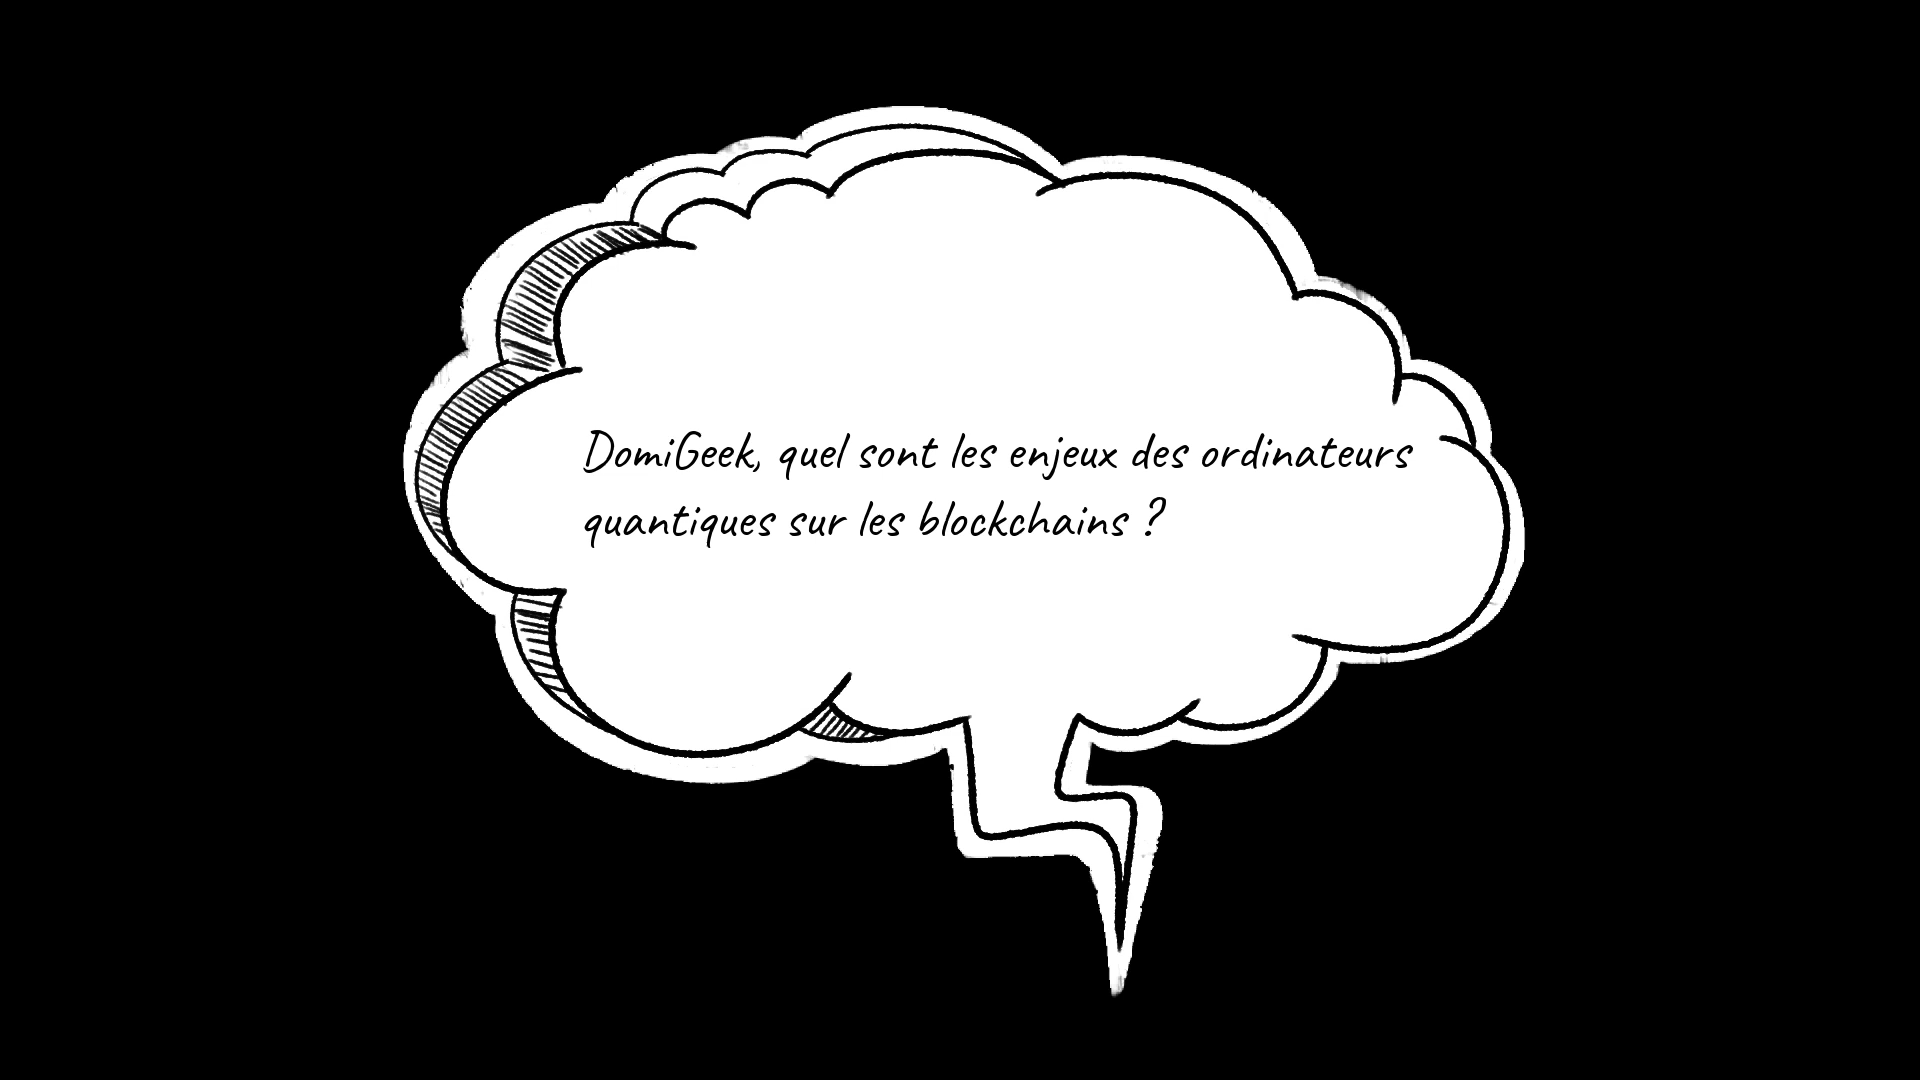 DomiGeek, quel sont les enjeux des ordinateurs
quantiques sur les blockchains ?